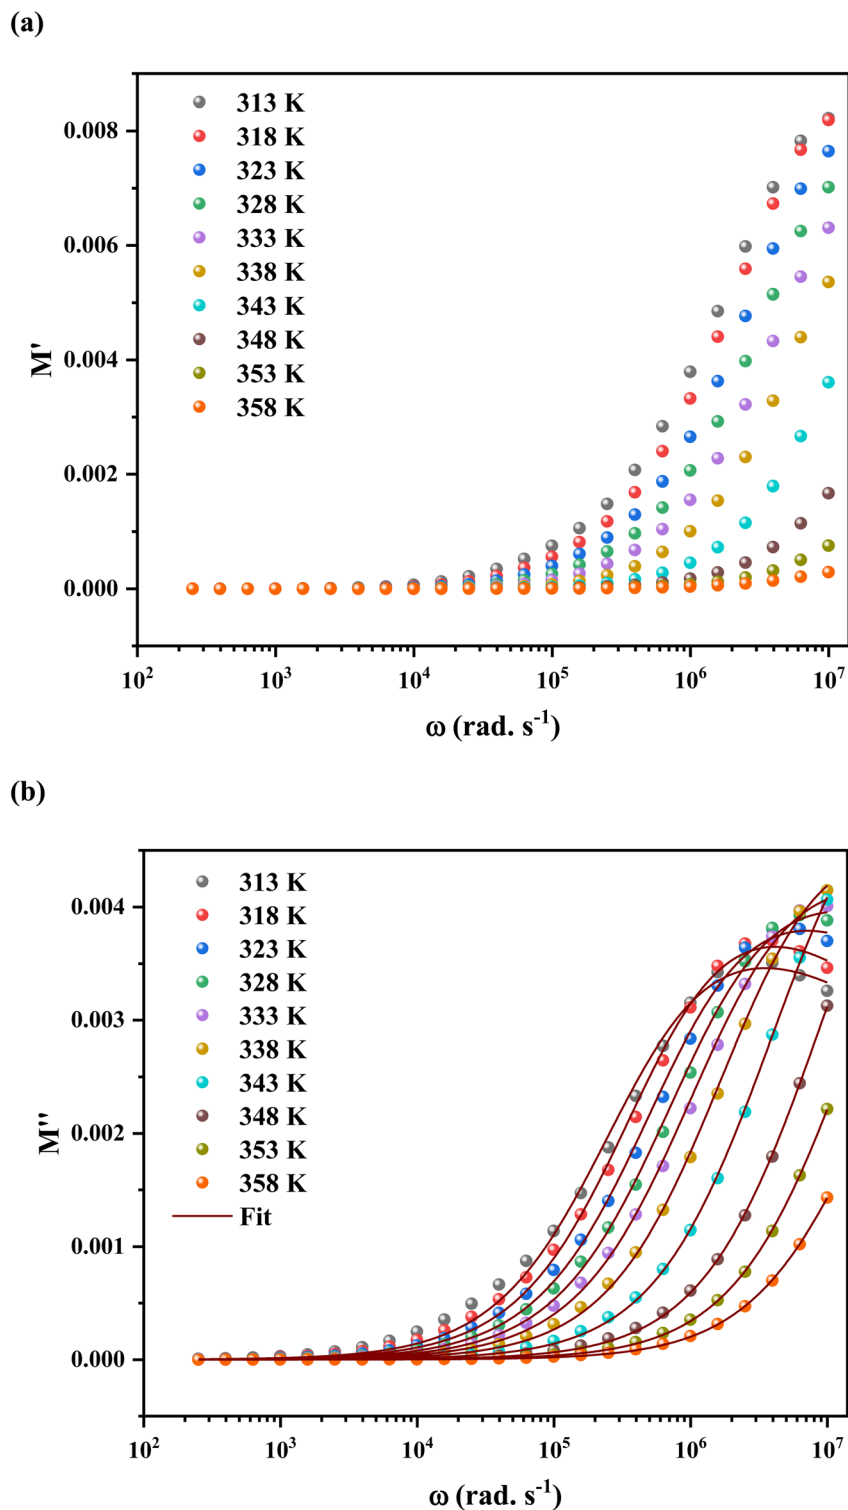 (a)
M'
0.008
0.006
0.004
0.002
0.000
313 K
318 K
323 K
328 K
333 K
338 K
343 K
348 K
353 K
358 K
10² 10³ 10⁴ 10⁵ 10⁶ 10⁷
ω (rad. s⁻¹)
(b)
M''
0.004
0.003
0.002
0.001
0.000
313 K
318 K
323 K
328 K
333 K
338 K
343 K
348 K
353 K
358 K
Fit
10² 10³ 10⁴ 10⁵ 10⁶ 10⁷
ω (rad. s⁻¹)